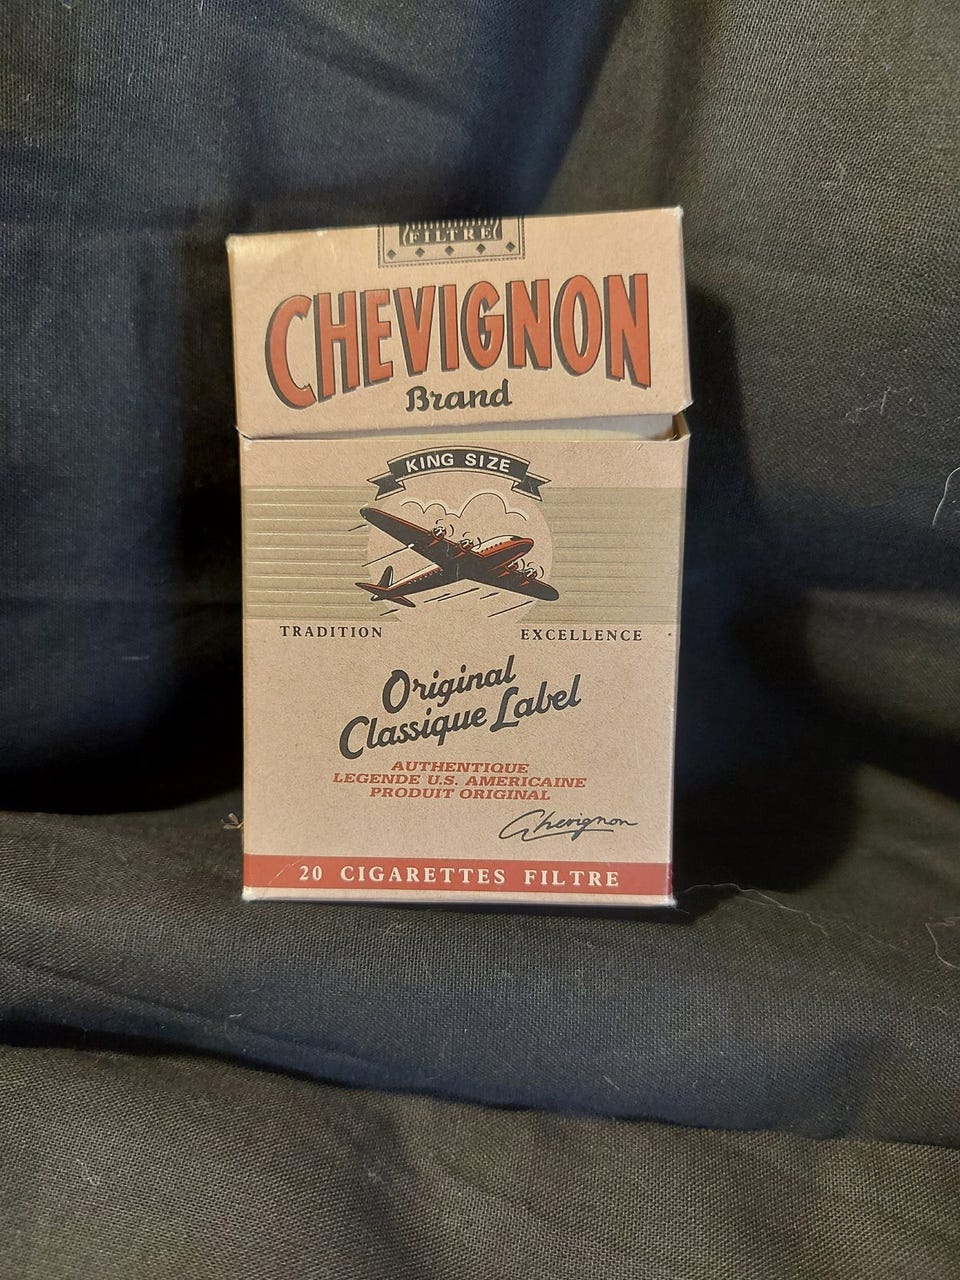 FILTRE
CHEVIGNON
Brand
KING SIZE
TRADITION EXCELLENCE
Original
Classique Label
AUTHENTIQUE
LEGENDE U.S. AMERICAINE
PRODUIT ORIGINAL
Chevignon
20 CIGARETTES FILTRE